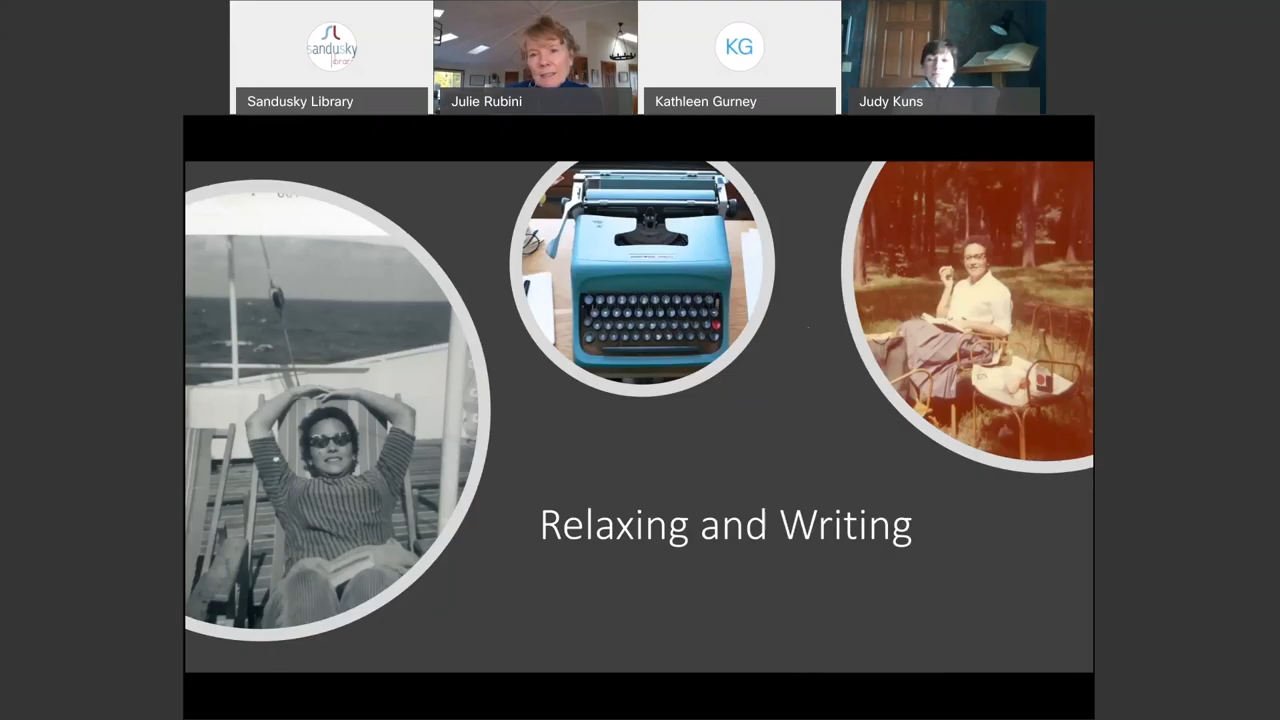 sandusky
library
Sandusky Library
Julie Rubini
KG
Kathleen Gurney
Judy Kuns
Relaxing and Writing